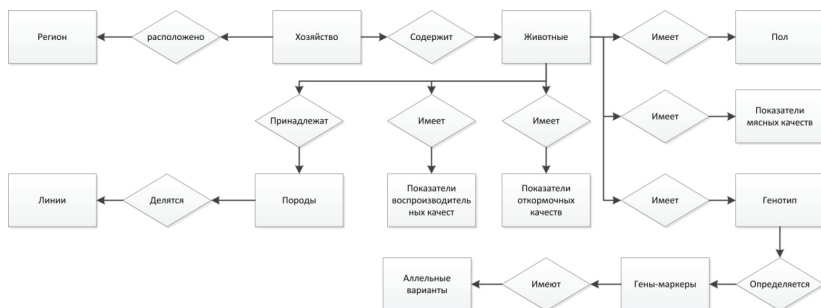 Регион
расположено
Хозяйство
Содержит
Животные
Имеет
Пол
Принадлежат
Имеет
Имеет
Имеет
Показатели
мясных качеств
Линии
Делятся
Породы
Показатели
воспроизводитель
ных качест
Показатели
откормочных
качеств
Имеет
Генотип
Аллельные
варианты
Имеют
Гены-маркеры
Определяется